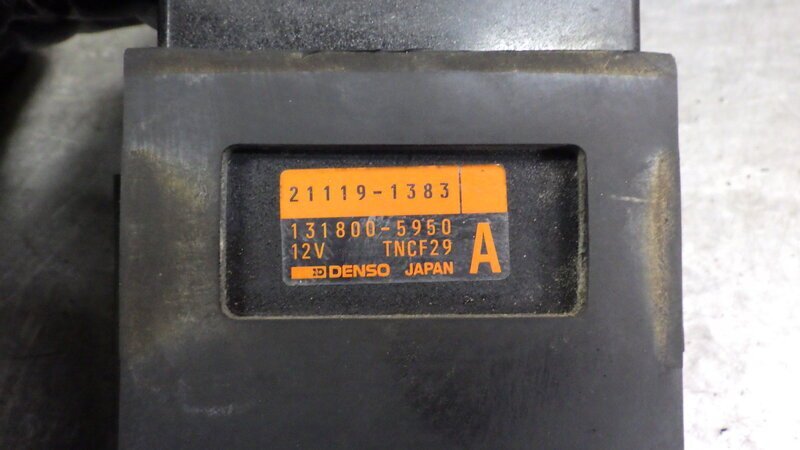 21119-1383
131800-5950
12V TNCF29 A
DENSO JAPAN